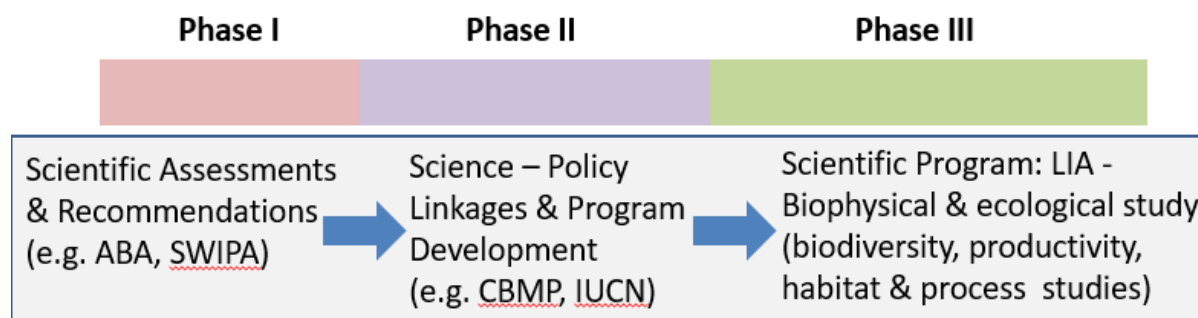 Phase I Phase II Phase III
Scientific Assessments
& Recommendations
(e.g. ABA, SWIPA)
Science – Policy
Linkages & Program
Development
(e.g. CBMP, IUCN)
Scientific Program: LIA -
Biophysical & ecological study
(biodiversity, productivity,
habitat & process studies)